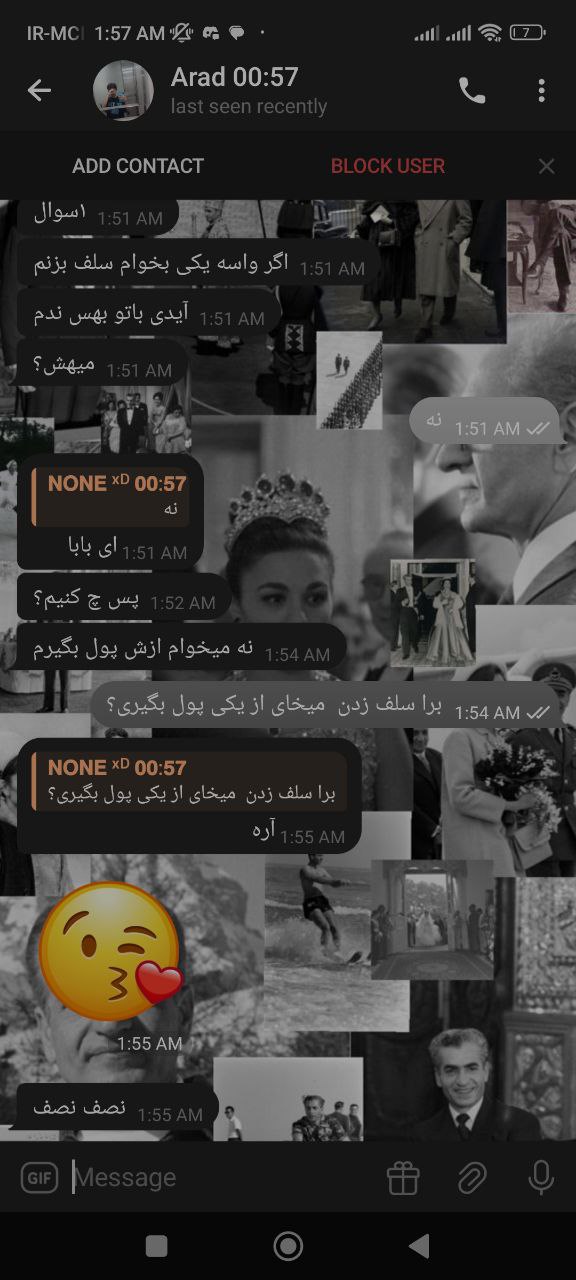 IR-MC 1:57 AM 7
Arad 00:57
last seen recently
ADD CONTACT BLOCK USER
۱سوال 1:51 AM
اگر واسه یکی بخوام سلف بزنم 1:51 AM
آیدی باتو بهس ندم 1:51 AM
میهش؟ 1:51 AM
نه 1:51 AM
NONE ˣᴰ 00:57
نه
ای بابا 1:51 AM
پس چ کنیم؟ 1:52 AM
نه میخوام ازش پول بگیرم 1:54 AM
برا سلف زدن میخای از یکی پول بگیری؟ 1:54 AM
NONE ˣᴰ 00:57
برا سلف زدن میخای از یکی پول بگیری؟
آره 1:55 AM
1:55 AM
نصف نصف 1:55 AM
GIF Message